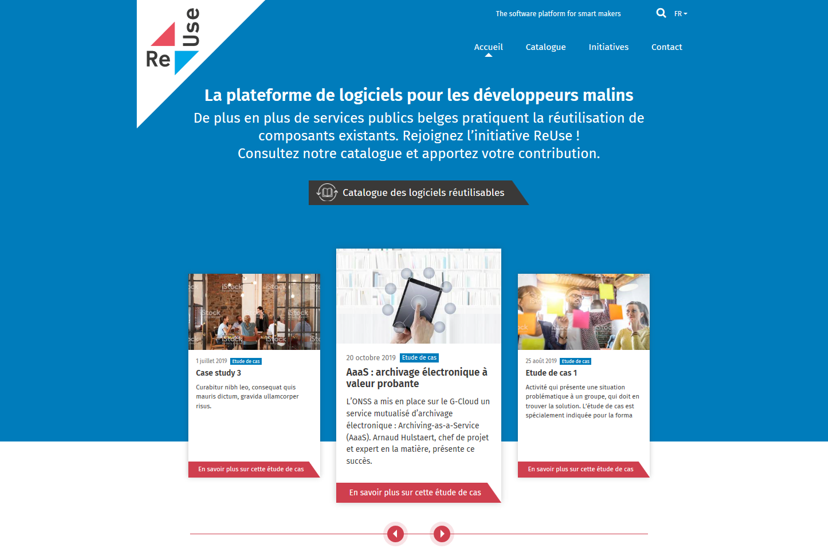 Re
Use
The software platform for smart makers
FR
Accueil
Catalogue
Initiatives
Contact
La plateforme de logiciels pour les développeurs malins
De plus en plus de services publics belges pratiquent la réutilisation de
composants existants. Rejoignez l’initiative ReUse !
Consultez notre catalogue et apportez votre contribution.
Catalogue des logiciels réutilisables
1 juillet 2019 Etude de cas
Case study 3
Curabitur nibh leo, consequat quis
mauris dictum, gravida ullamcorper
risus.
En savoir plus sur cette étude de cas
20 octobre 2019 Etude de cas
AaaS : archivage électronique à
valeur probante
L’ONSS a mis en place sur le G-Cloud un
service mutualisé d’archivage
électronique : Archiving-as-a-Service
(AaaS). Arnaud Hulstaert, chef de projet
et expert en la matière, présente ce
succès.
En savoir plus sur cette étude de cas
25 août 2019 Etude de cas
Etude de cas 1
Activité qui présente une situation
problématique à un groupe, qui doit en
trouver la solution. L’étude de cas est
spécialement indiquée pour la forma
En savoir plus sur cette étude de cas